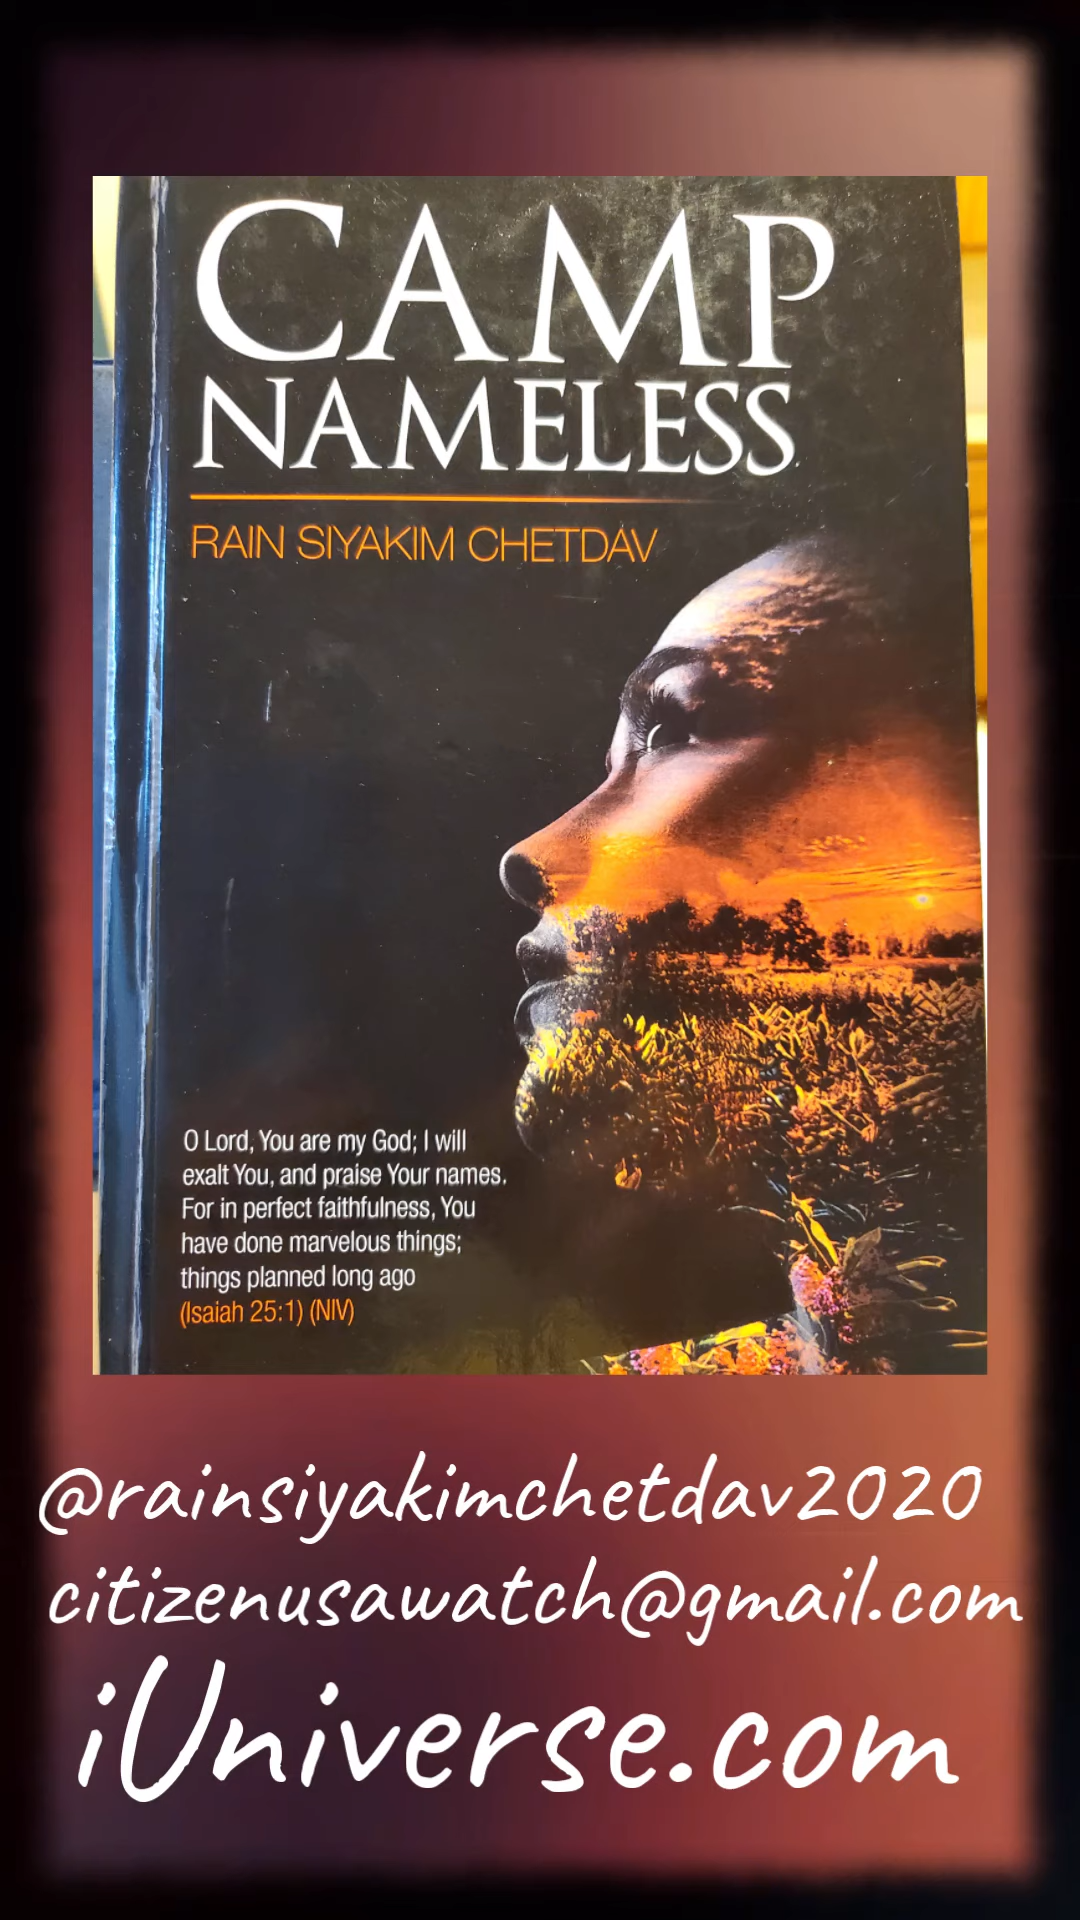 CAMP
NAMELESS
RAIN SIYAKIM CHETDAV
O Lord, You are my God; I will
exalt You, and praise Your names.
For in perfect faithfulness, You
have done marvelous things;
things planned long ago
(Isaiah 25:1) (NIV)
@rainsiyakimchetdav2020
citizenusawatch@gmail.com
iUniverse.com